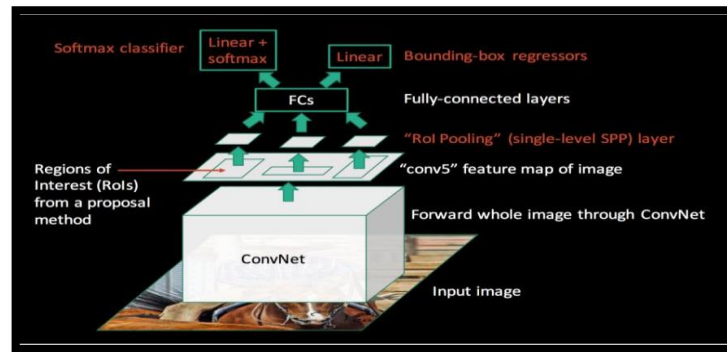 Softmax classifier
Linear +
softmax
Linear
Bounding-box regressors
FCs
Fully-connected layers
"RoI Pooling" (single-level SPP) layer
Regions of
Interest (RoIs)
from a proposal
method
"conv5" feature map of image
Forward whole image through ConvNet
ConvNet
Input image